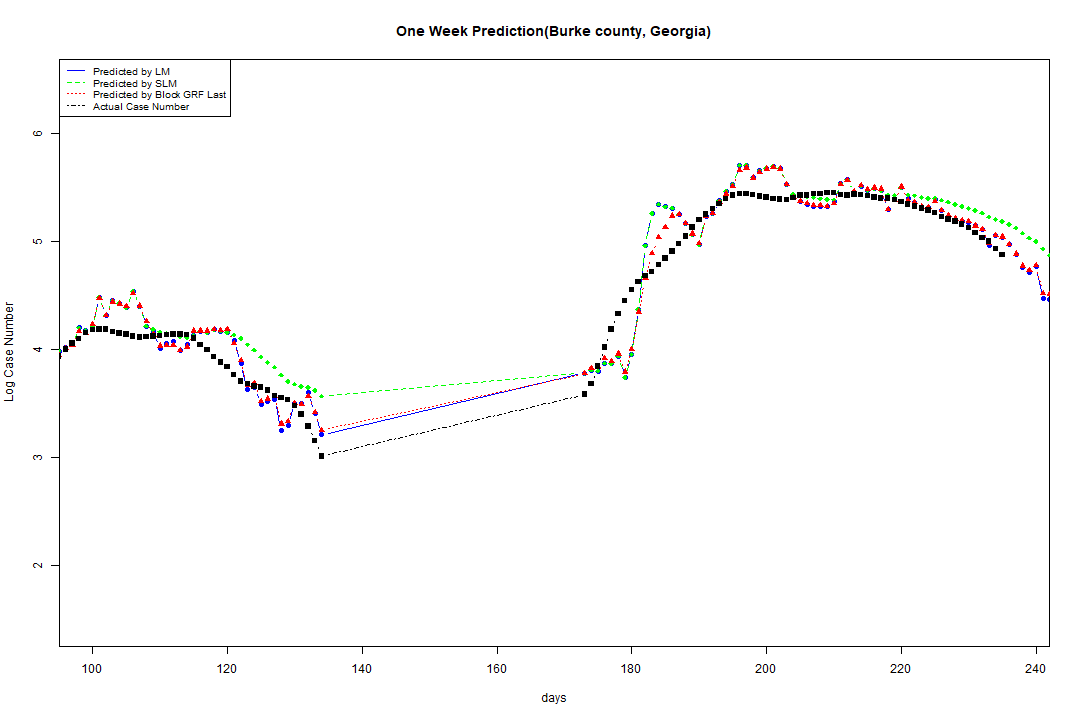 One Week Prediction(Burke county, Georgia)
Predicted by LM
Predicted by SLM
Predicted by Block GRF Last
Actual Case Number
6
5
4
3
2
Log Case Number
100 120 140 160 180 200 220 240
days